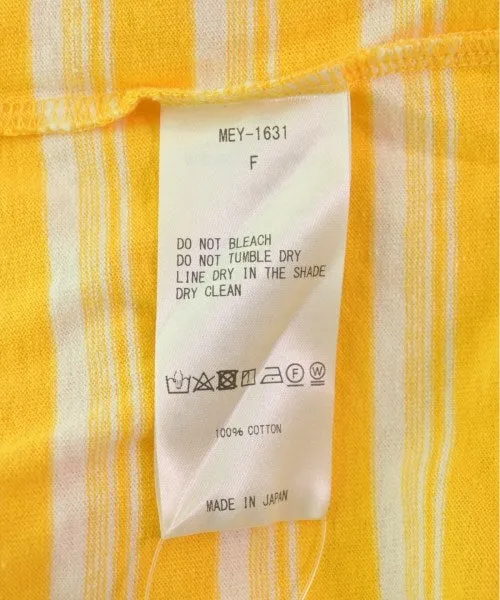 MEY-1631
F
DO NOT BLEACH
DO NOT TUMBLE DRY
LINE DRY IN THE SHADE
DRY CLEAN
F W
100% COTTON
MADE IN JAPAN